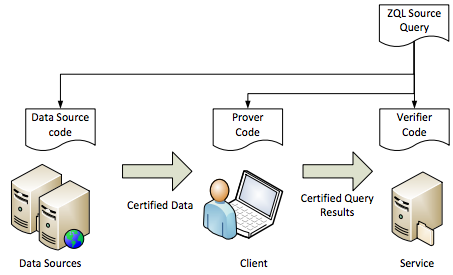 ZQL Source
Query
Data Source
code
Prover
Code
Verifier
Code
Certified Data
Certified Query
Results
Data Sources
Client
Service